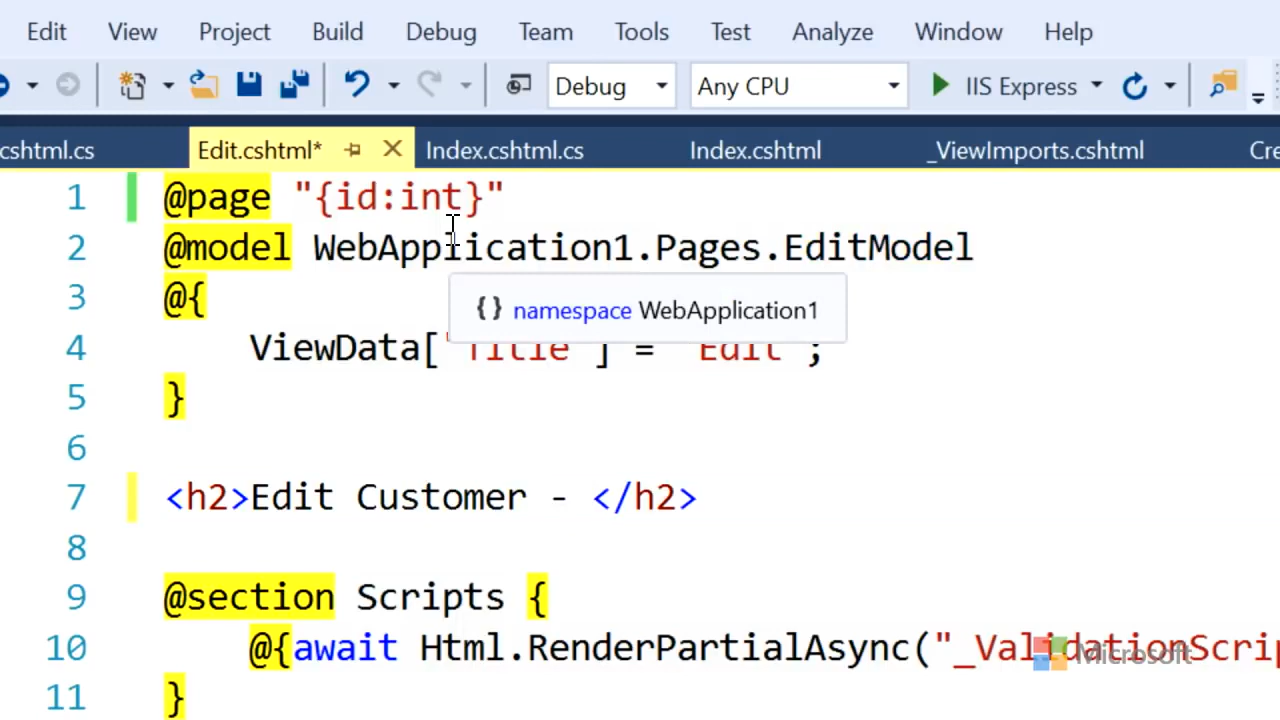 Edit View Project Build Debug Team Tools Test Analyze Window Help
Debug Any CPU IIS Express
cshtml.cs Edit.cshtml* Index.cshtml.cs Index.cshtml _ViewImports.cshtml Cre
1 @page "{id:int}"
2 @model WebApplication1.Pages.EditModel
3 @{
{} namespace WebApplication1
4 ViewData["Title"] = "Edit";
5 }
6
7 <h2>Edit Customer - </h2>
8
9 @section Scripts {
10 @{await Html.RenderPartialAsync("_ValidationScrip
Microsoft
11 }